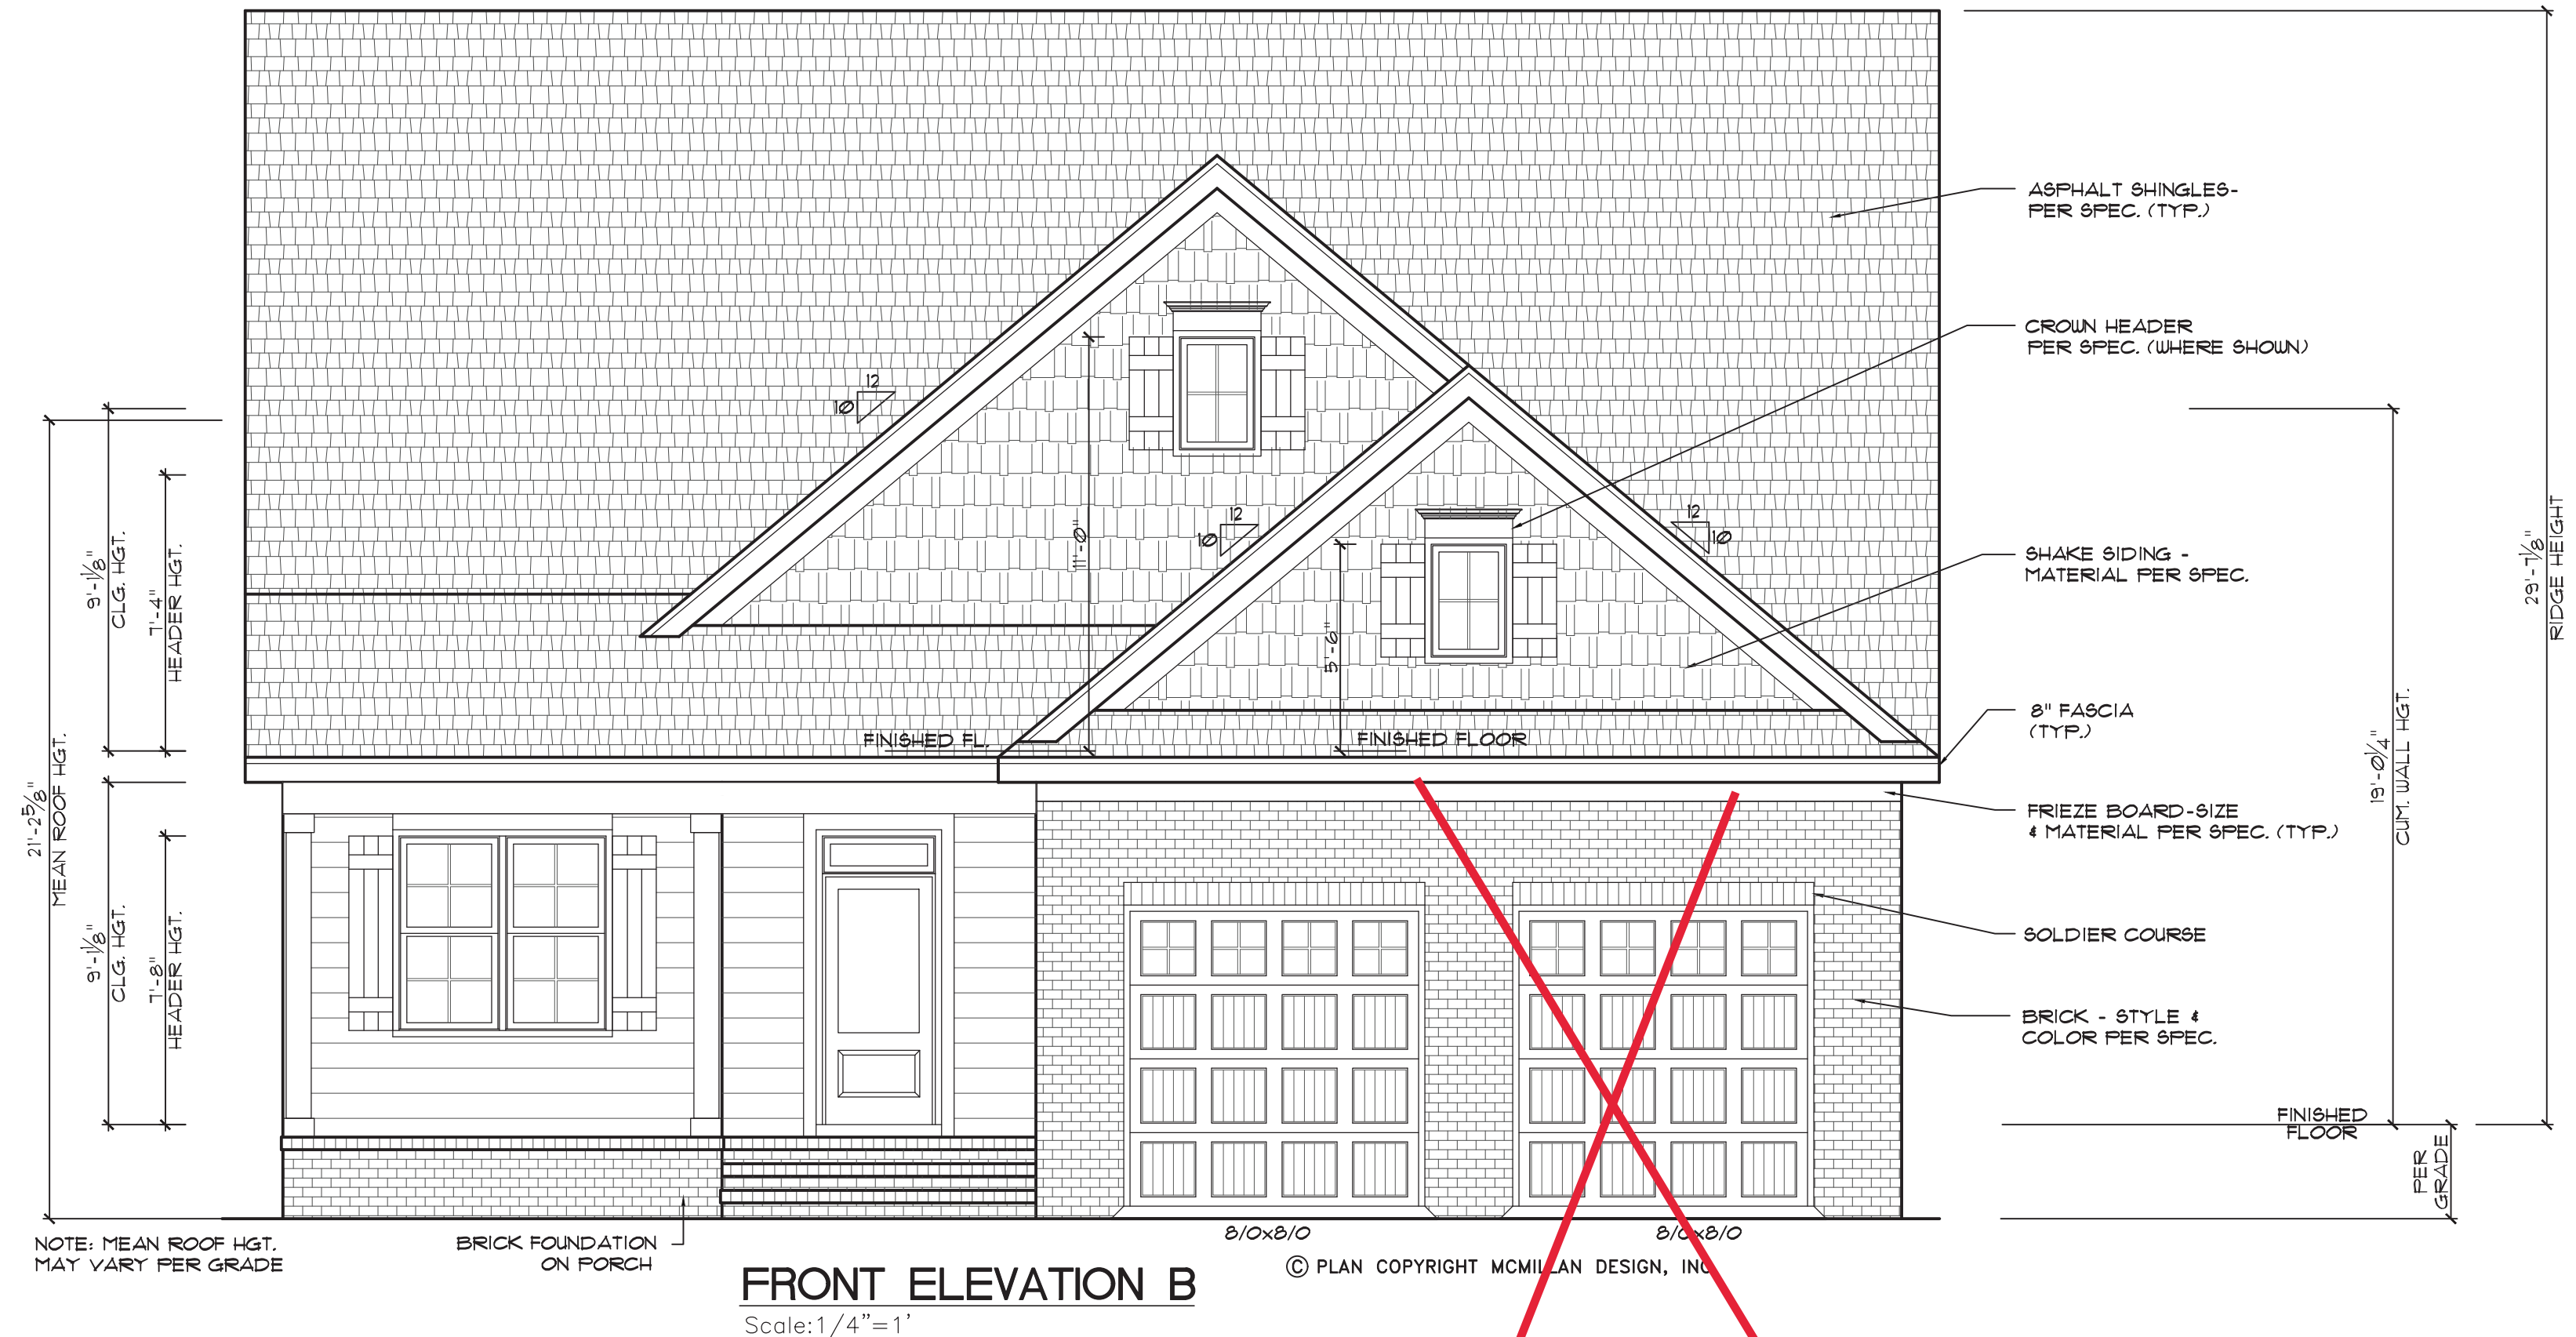 ASPHALT SHINGLES-
PER SPEC. (TYP.)
CROWN HEADER
PER SPEC. (WHERE SHOWN)
12
10
12
10
12
10
11'-0"
5'-6"
SHAKE SIDING -
MATERIAL PER SPEC.
8" FASCIA
(TYP.)
FINISHED FL.
FINISHED FLOOR
FRIEZE BOARD-SIZE
& MATERIAL PER SPEC. (TYP.)
SOLDIER COURSE
BRICK - STYLE &
COLOR PER SPEC.
FINISHED
FLOOR
PER
GRADE
19'-0 1/4"
CUM. WALL HGT.
29'-7 1/8"
RIDGE HEIGHT
9'-1 1/8"
CLG. HGT.
7'-4"
HEADER HGT.
21'-2 5/8"
MEAN ROOF HGT.
9'-1 1/8"
CLG. HGT.
7'-8"
HEADER HGT.
NOTE: MEAN ROOF HGT.
MAY VARY PER GRADE
BRICK FOUNDATION
ON PORCH
8/0x8/0
8/0x8/0
© PLAN COPYRIGHT MCMILLAN DESIGN, INC
FRONT ELEVATION B
Scale:1/4"=1'